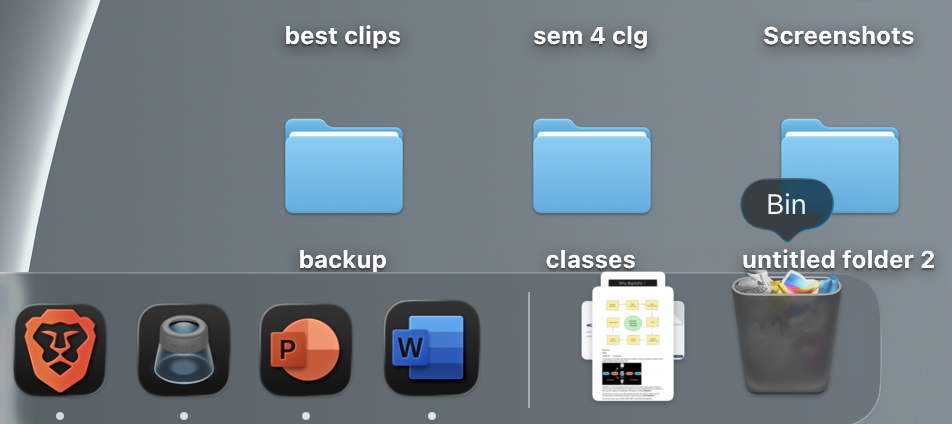 best clips
sem 4 clg
Screenshots
Bin
backup
classes
untitled folder 2
P
W